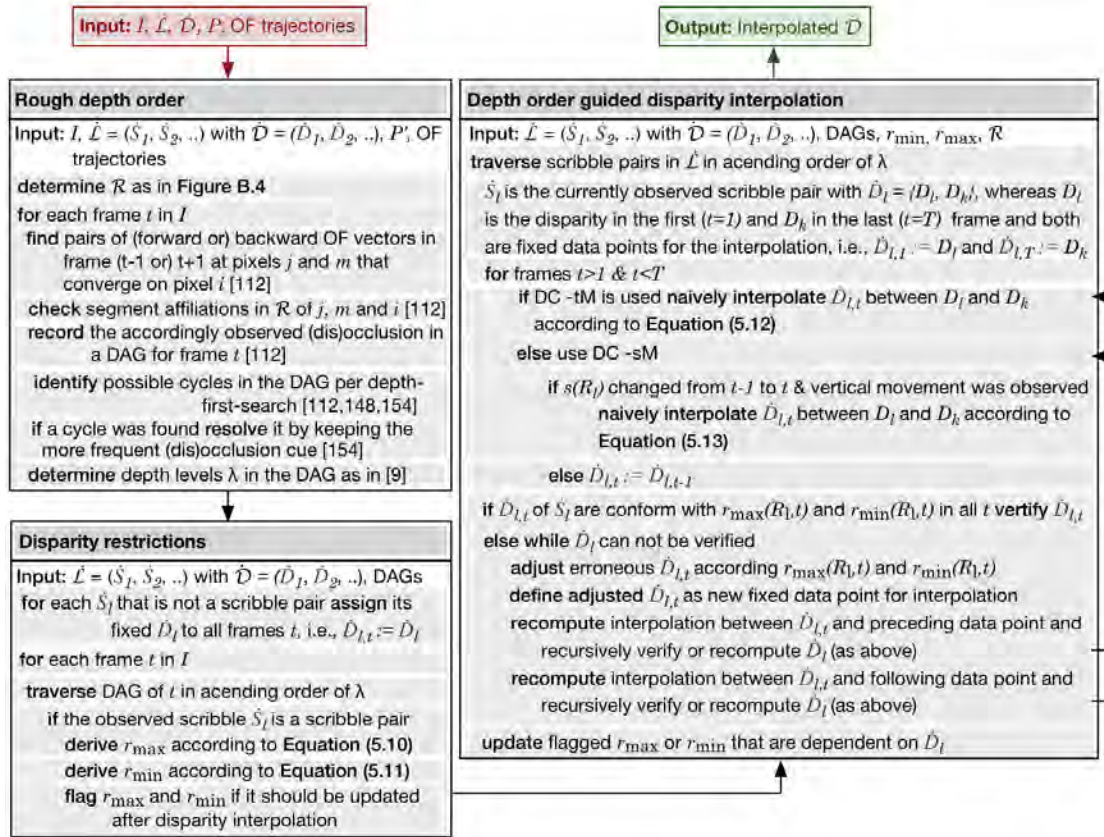 Input: I, L̇, Ḋ, P, OF trajectories
Output: Interpolated Ḋ
Rough depth order
Input: I, L̇ = (Ṡ1, Ṡ2, ..) with Ḋ = (Ḋ1, Ḋ2, ..), P', OF
trajectories
determine R as in Figure B.4
for each frame t in I
find pairs of (forward or) backward OF vectors in
frame (t-1 or) t+1 at pixels j and m that
converge on pixel i [112]
check segment affiliations in R of j, m and i [112]
record the accordingly observed (dis)occlusion in
a DAG for frame t [112]
identify possible cycles in the DAG per depth-
first-search [112,148,154]
if a cycle was found resolve it by keeping the
more frequent (dis)occlusion cue [154]
determine depth levels λ in the DAG as in [9]
Disparity restrictions
Input: L̇ = (Ṡ1, Ṡ2, ..) with Ḋ = (Ḋ1, Ḋ2, ..), DAGs
for each Ṡl that is not a scribble pair assign its
fixed Ḋl to all frames t, i.e., Ḋl,t := Ḋl
for each frame t in I
traverse DAG of t in acending order of λ
if the observed scribble Ṡl is a scribble pair
derive rmax according to Equation (5.10)
derive rmin according to Equation (5.11)
flag rmax and rmin if it should be updated
after disparity interpolation
Depth order guided disparity interpolation
Input: L̇ = (Ṡ1, Ṡ2, ..) with Ḋ = (Ḋ1, Ḋ2, ..), DAGs, rmin, rmax, R
traverse scribble pairs in L̇ in acending order of λ
Ṡl is the currently observed scribble pair with Ḋl = {Dl, Dk}, whereas Dl
is the disparity in the first (t=1) and Dk in the last (t=T) frame and both
are fixed data points for the interpolation, i.e., Ḋl,t := Dl and Ḋl,T := Dk
for frames t>1 & t<T
if DC -tM is used naively interpolate Ḋl,t between Dl and Dk
according to Equation (5.12)
else use DC -sM
if s(Rl) changed from t-1 to t & vertical movement was observed
naively interpolate Ḋl,t between Dl and Dk according to
Equation (5.13)
else Ḋl,t := Ḋl,t-1
if Ḋl,t of Ṡl are conform with rmax(Rl,t) and rmin(Rl,t) in all t vertify Ḋl,t
else while Ḋl can not be verified
adjust erroneous Ḋl,t according rmax(Rl,t) and rmin(Rl,t)
define adjusted Ḋl,t as new fixed data point for interpolation
recompute interpolation between Ḋl,t and preceding data point and
recursively verify or recompute Ḋl (as above)
recompute interpolation between Ḋl,t and following data point and
recursively verify or recompute Ḋl (as above)
update flagged rmax or rmin that are dependent on Ḋl